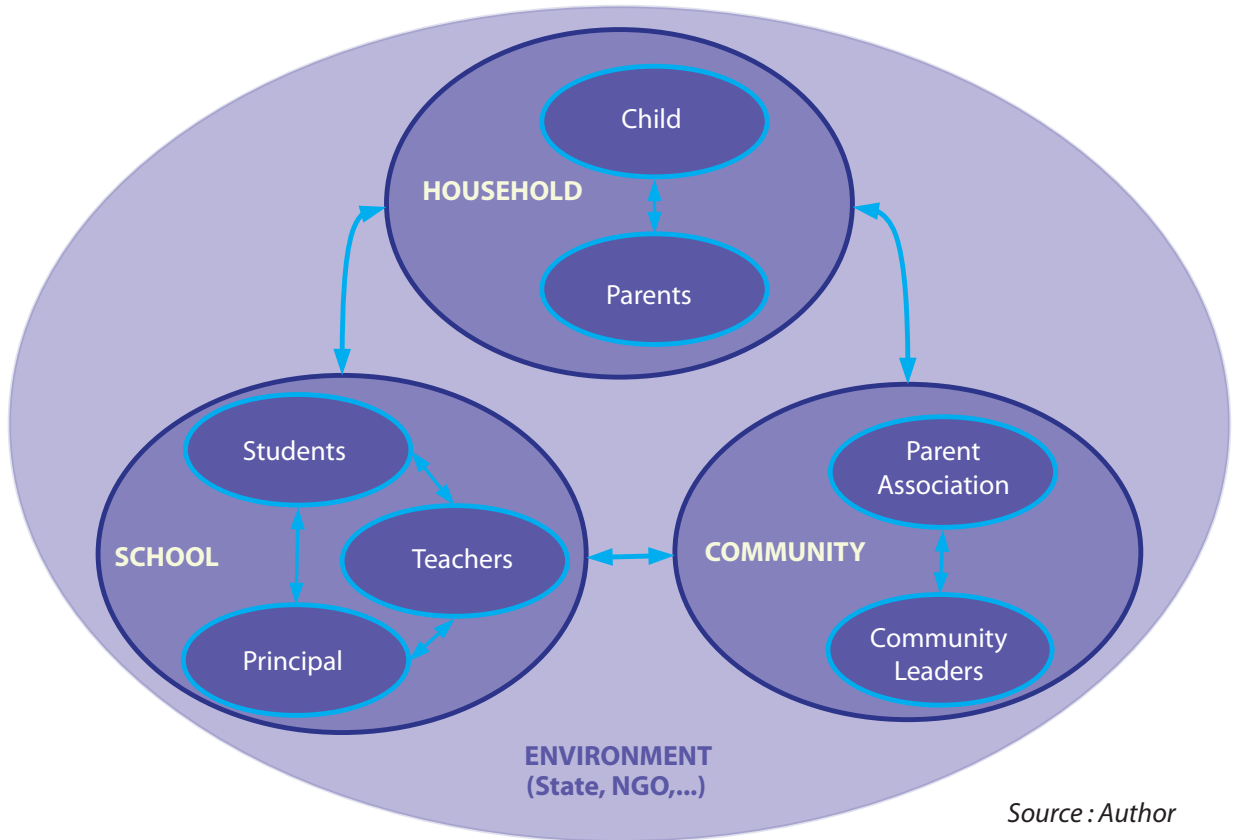 Child
HOUSEHOLD
Parents
Students
SCHOOL
Teachers
Principal
Parent
Association
COMMUNITY
Community
Leaders
ENVIRONMENT
(State, NGO,...)
Source : Author